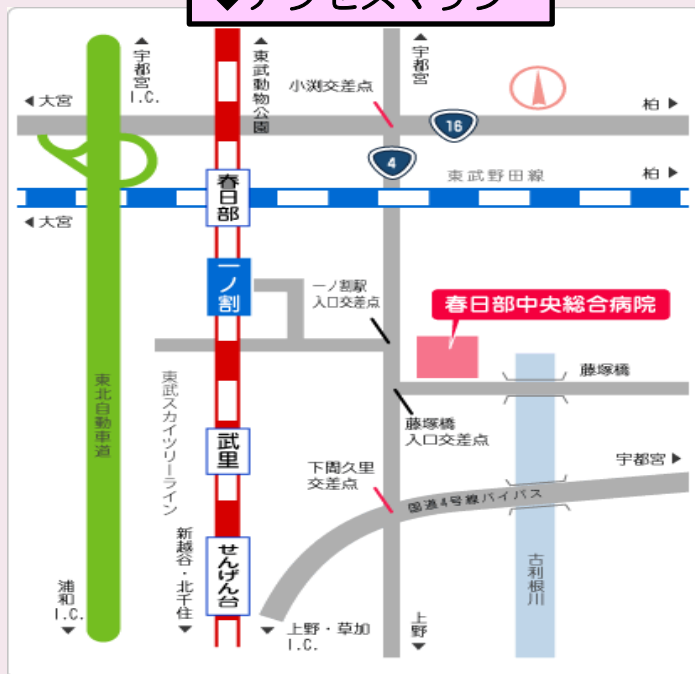 ▲宇都宮I.C.
▲東武動物公園
▲宇都宮
小渕交差点
◀大宮
柏▶
16
4
東武野田線
柏▶
春日部
◀大宮
一ノ割
一ノ割駅
入口交差点
春日部中央総合病院
藤塚橋
東北自動車道
東武スカイツリーライン
藤塚橋
入口交差点
武里
下間久里
交差点
宇都宮▶
国道4号線バイパス
新越谷・北千住▼
せんげん台
古利根川
浦和I.C.▼
▼上野・草加
I.C.
上野▼